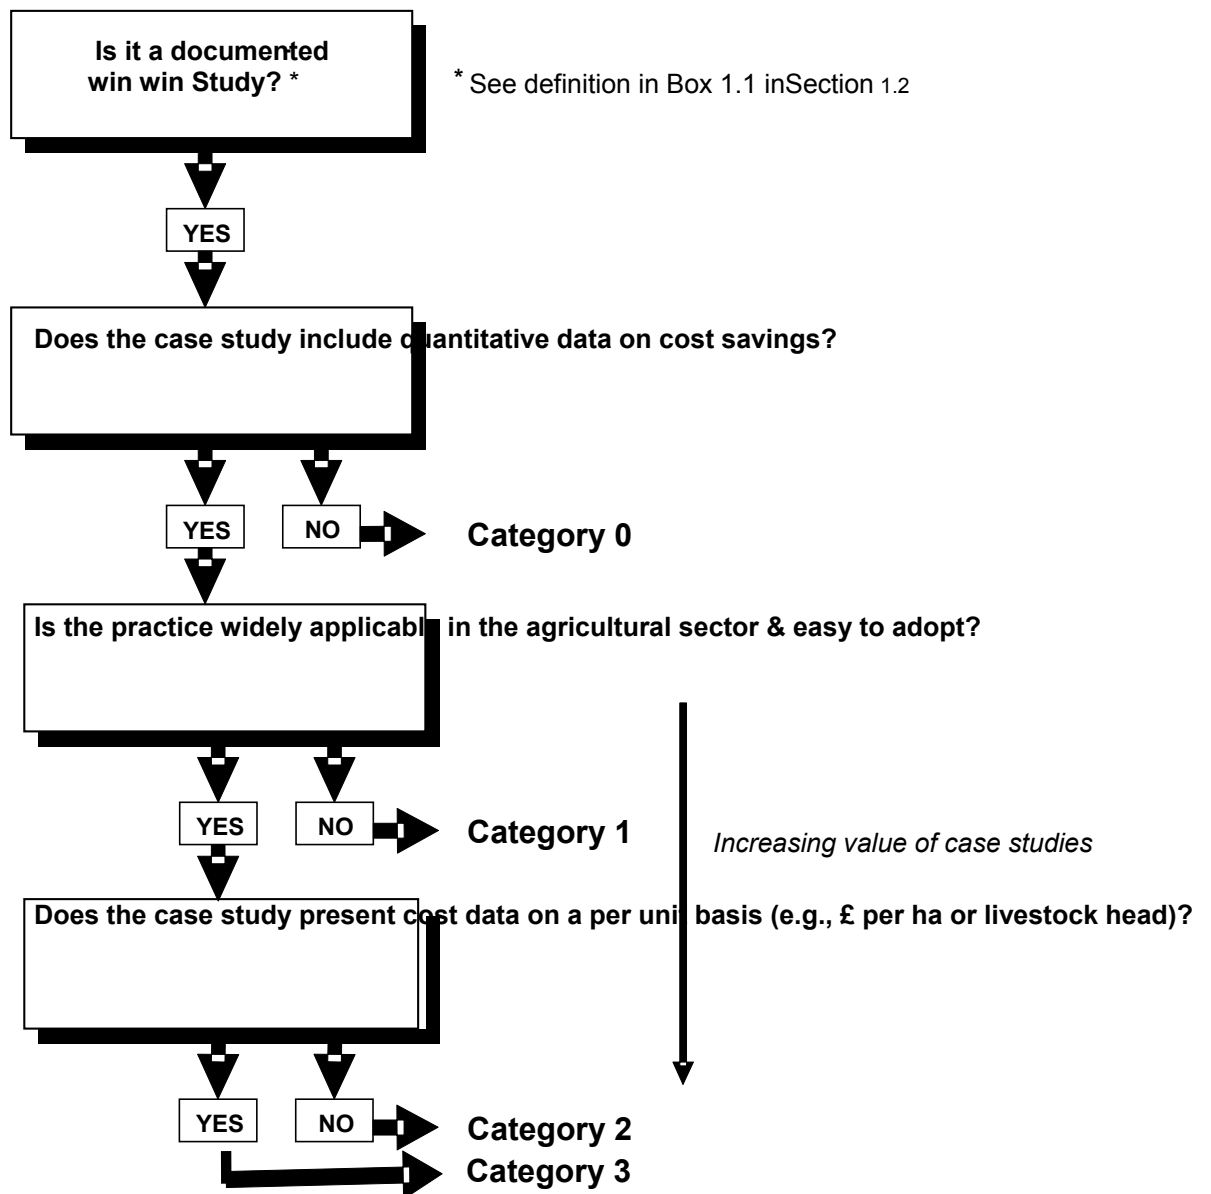 Is it a documented
win win Study? *
* See definition in Box 1.1 inSection 1.2
YES
Does the case study include quantitative data on cost savings?
YES
NO
Category 0
Is the practice widely applicable in the agricultural sector & easy to adopt?
YES
NO
Category 1
Increasing value of case studies
Does the case study present cost data on a per unit basis (e.g., £ per ha or livestock head)?
YES
NO
Category 2
Category 3